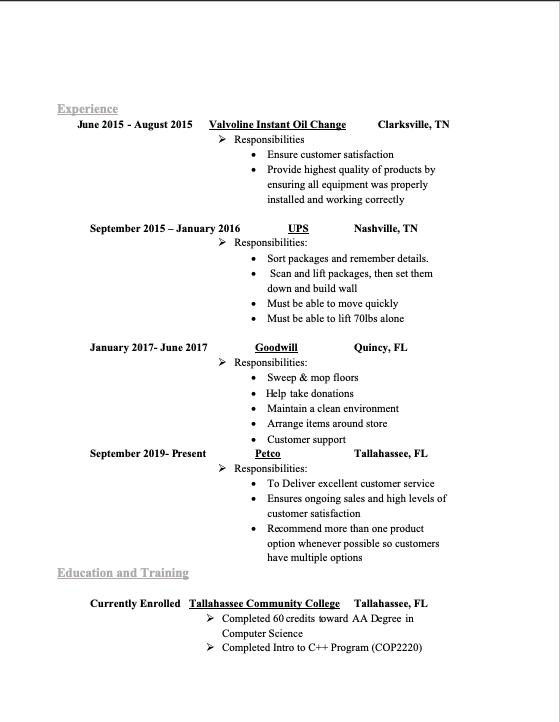 Experience
June 2015 - August 2015 Valvoline Instant Oil Change Clarksville, TN
➢ Responsibilities
• Ensure customer satisfaction
• Provide highest quality of products by
ensuring all equipment was properly
installed and working correctly
September 2015 – January 2016 UPS Nashville, TN
➢ Responsibilities:
• Sort packages and remember details.
• Scan and lift packages, then set them
down and build wall
• Must be able to move quickly
• Must be able to lift 70lbs alone
January 2017- June 2017 Goodwill Quincy, FL
➢ Responsibilities:
• Sweep & mop floors
• Help take donations
• Maintain a clean environment
• Arrange items around store
• Customer support
September 2019- Present Petco Tallahassee, FL
➢ Responsibilities:
• To Deliver excellent customer service
• Ensures ongoing sales and high levels of
customer satisfaction
• Recommend more than one product
option whenever possible so customers
have multiple options
Education and Training
Currently Enrolled Tallahassee Community College Tallahassee, FL
➢ Completed 60 credits toward AA Degree in
Computer Science
➢ Completed Intro to C++ Program (COP2220)